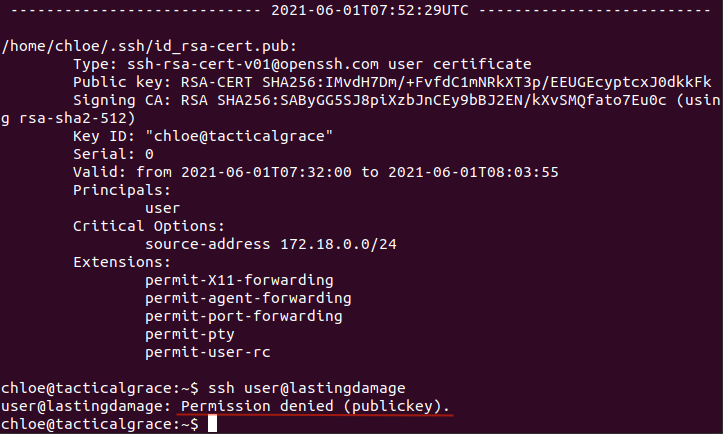 ---------------------------- 2021-06-01T07:52:29UTC --------------------------
/home/chloe/.ssh/id_rsa-cert.pub:
Type: ssh-rsa-cert-v01@openssh.com user certificate
Public key: RSA-CERT SHA256:IMvdH7Dm/+FvfdC1mNRkXT3p/EEUGEcyptcxJ0dkkFk
Signing CA: RSA SHA256:SAByGG5SJ8piXzbJnCEy9bBJ2EN/kXvSMQfato7Eu0c (usin
g rsa-sha2-512)
Key ID: "chloe@tacticalgrace"
Serial: 0
Valid: from 2021-06-01T07:32:00 to 2021-06-01T08:03:55
Principals:
user
Critical Options:
source-address 172.18.0.0/24
Extensions:
permit-X11-forwarding
permit-agent-forwarding
permit-port-forwarding
permit-pty
permit-user-rc
chloe@tacticalgrace:~$ ssh user@lastingdamage
user@lastingdamage: Permission denied (publickey).
chloe@tacticalgrace:~$